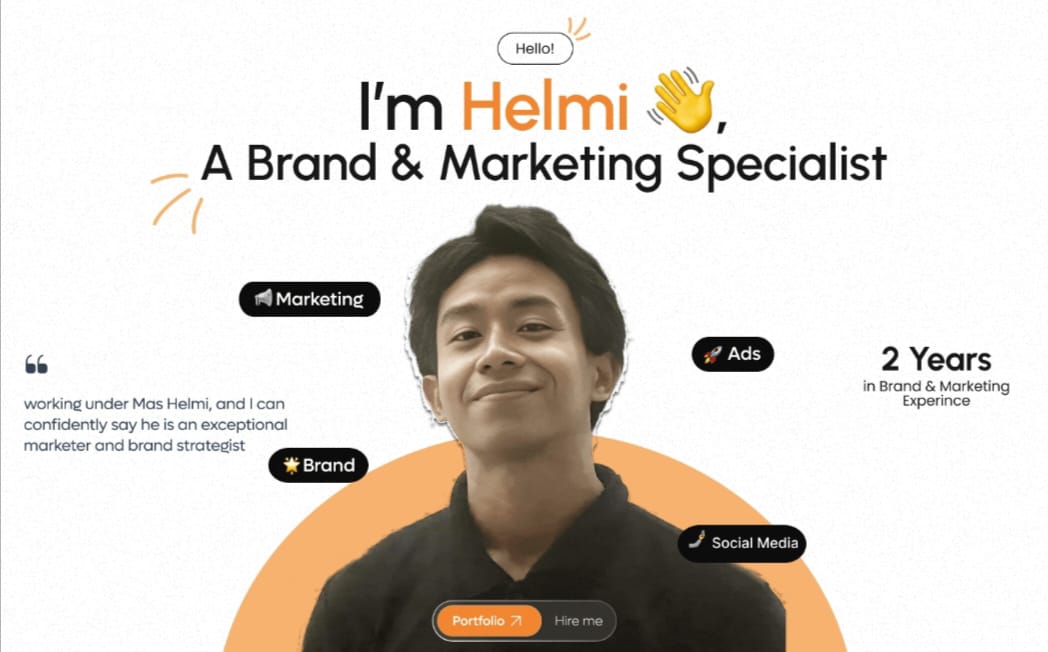 Hello!
I'm Helmi 👋,
A Brand & Marketing Specialist
Marketing
Ads
2 Years
in Brand & Marketing
Experince
working under Mas Helmi, and I can
confidently say he is an exceptional
marketer and brand strategist
Brand
Social Media
Portfolio
Hire me